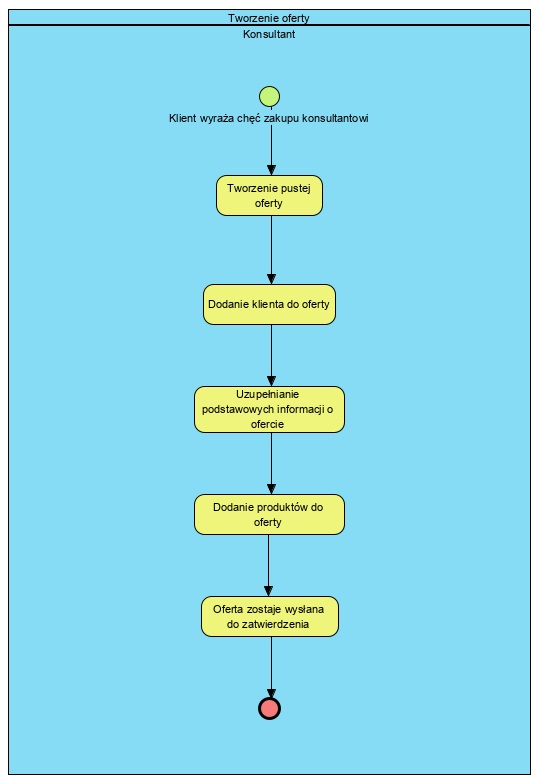 Tworzenie oferty
Konsultant
Klient wyraża chęć zakupu konsultantowi
Tworzenie pustej
oferty
Dodanie klienta do oferty
Uzupełnianie
podstawowych informacji o
ofercie
Dodanie produktów do
oferty
Oferta zostaje wysłana
do zatwierdzenia